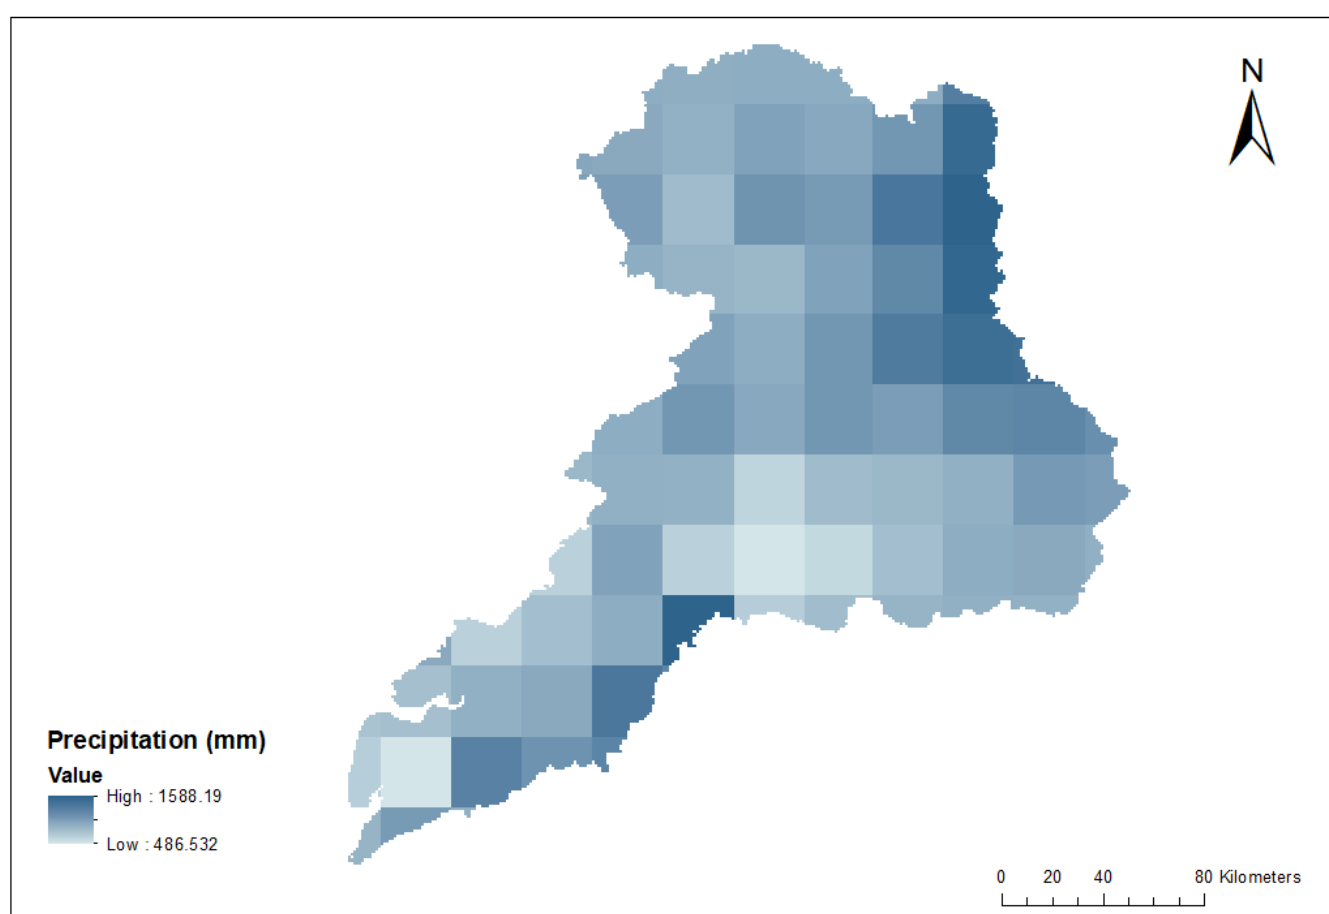 N
Precipitation (mm)
Value
High : 1588.19
Low : 486.532
0 20 40 80 Kilometers